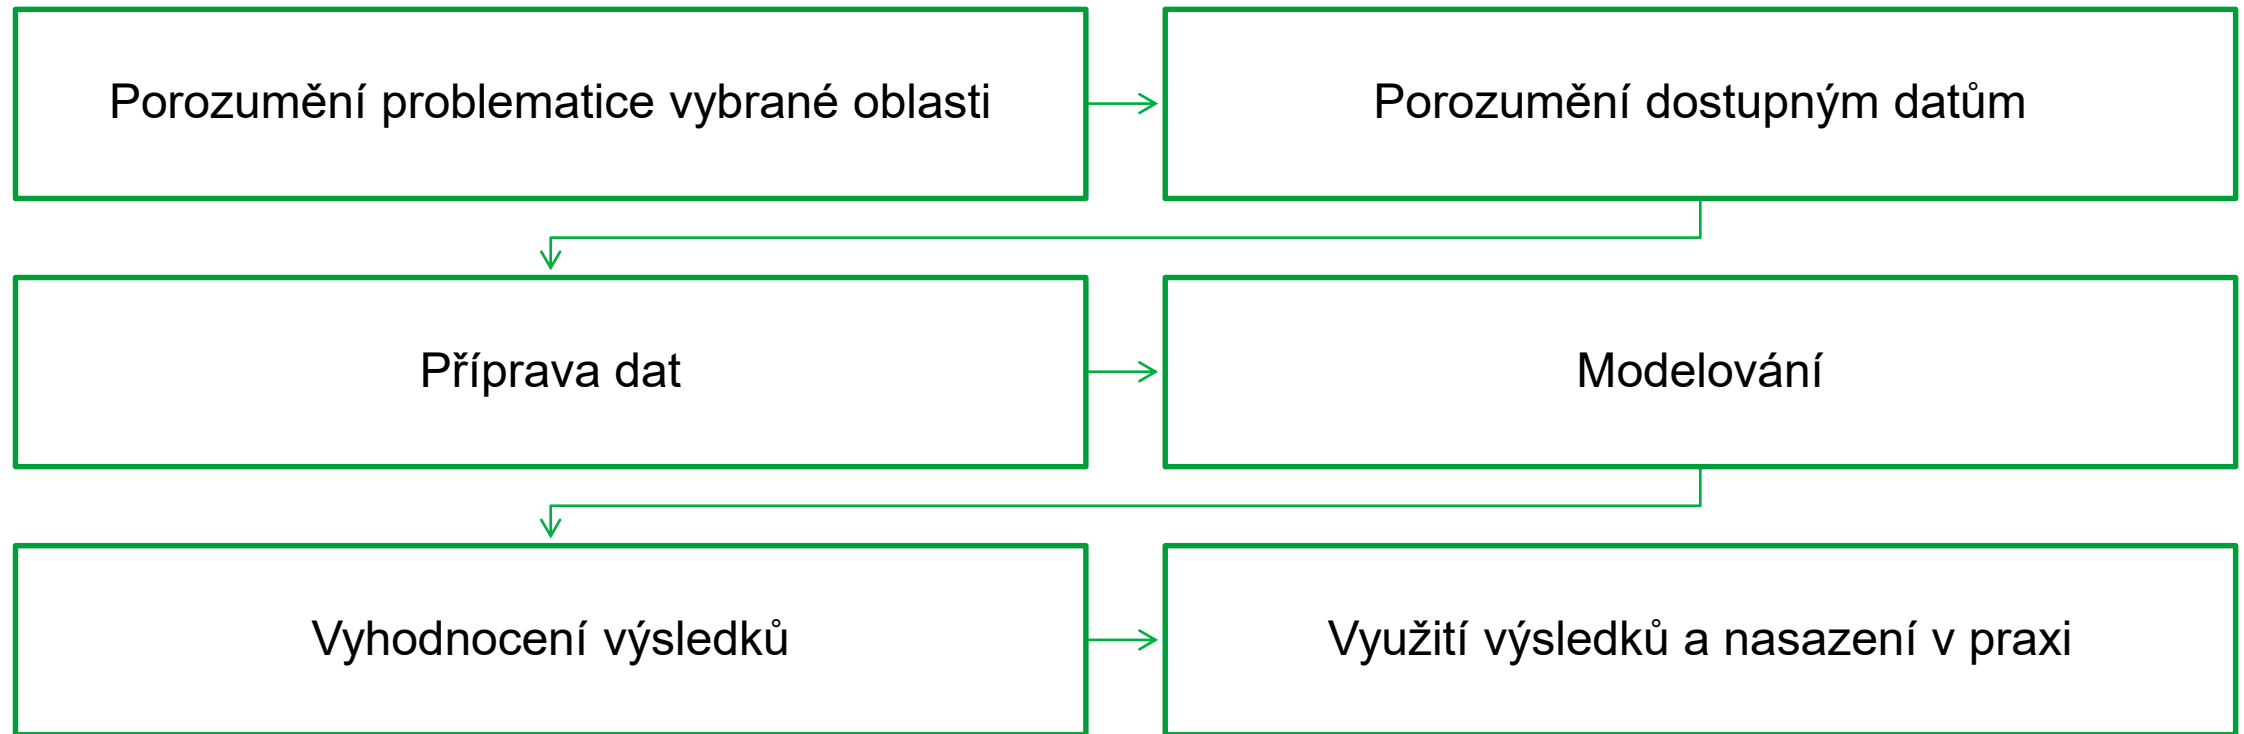 Porozumění problematice vybrané oblasti
Porozumění dostupným datům
Příprava dat
Modelování
Vyhodnocení výsledků
Využití výsledků a nasazení v praxi